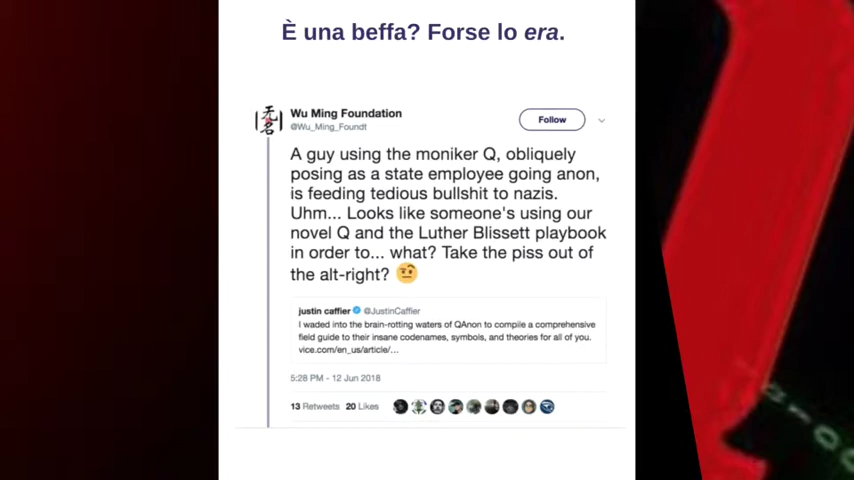 È una beffa? Forse lo era.
无名
Wu Ming Foundation
@Wu_Ming_Foundt
Follow
A guy using the moniker Q, obliquely
posing as a state employee going anon,
is feeding tedious bullshit to nazis.
Uhm... Looks like someone's using our
novel Q and the Luther Blissett playbook
in order to... what? Take the piss out of
the alt-right? 🤨
justin caffier @JustinCaffier
I waded into the brain-rotting waters of QAnon to compile a comprehensive
field guide to their insane codenames, symbols, and theories for all of you.
vice.com/en_us/article/...
5:28 PM - 12 Jun 2018
13 Retweets 20 Likes